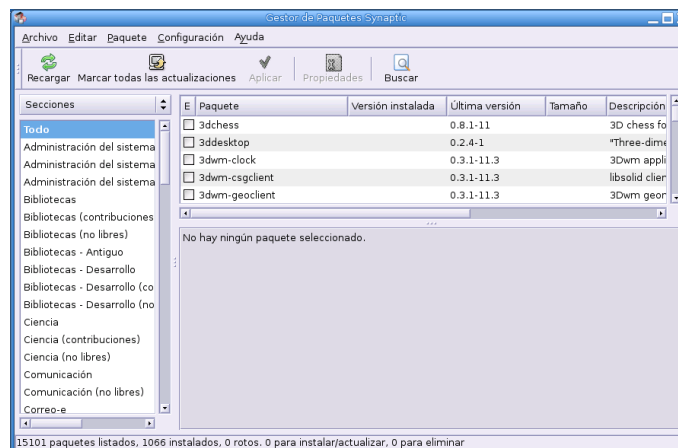 Gestor de Paquetes Synaptic
Archivo Editar Paquete Configuración Ayuda
Recargar Marcar todas las actualizaciones Aplicar Propiedades Buscar
Secciones
Todo
Administración del sistema
Administración del sistema
Administración del sistema
Bibliotecas
Bibliotecas (contribuciones
Bibliotecas (no libres)
Bibliotecas - Antiguo
Bibliotecas - Desarrollo
Bibliotecas - Desarrollo (co
Bibliotecas - Desarrollo (no
Ciencia
Ciencia (contribuciones)
Ciencia (no libres)
Comunicación
Comunicación (no libres)
Correo-e
E Paquete Versión instalada Última versión Tamaño Descripción
3dchess 0.8.1-11 3D chess fo
3ddesktop 0.2.4-1 "Three-dime
3dwm-clock 0.3.1-11.3 3Dwm appli
3dwm-csgclient 0.3.1-11.3 libsolid clier
3dwm-geoclient 0.3.1-11.3 3Dwm geor
No hay ningún paquete seleccionado.
15101 paquetes listados, 1066 instalados, 0 rotos. 0 para instalar/actualizar, 0 para eliminar